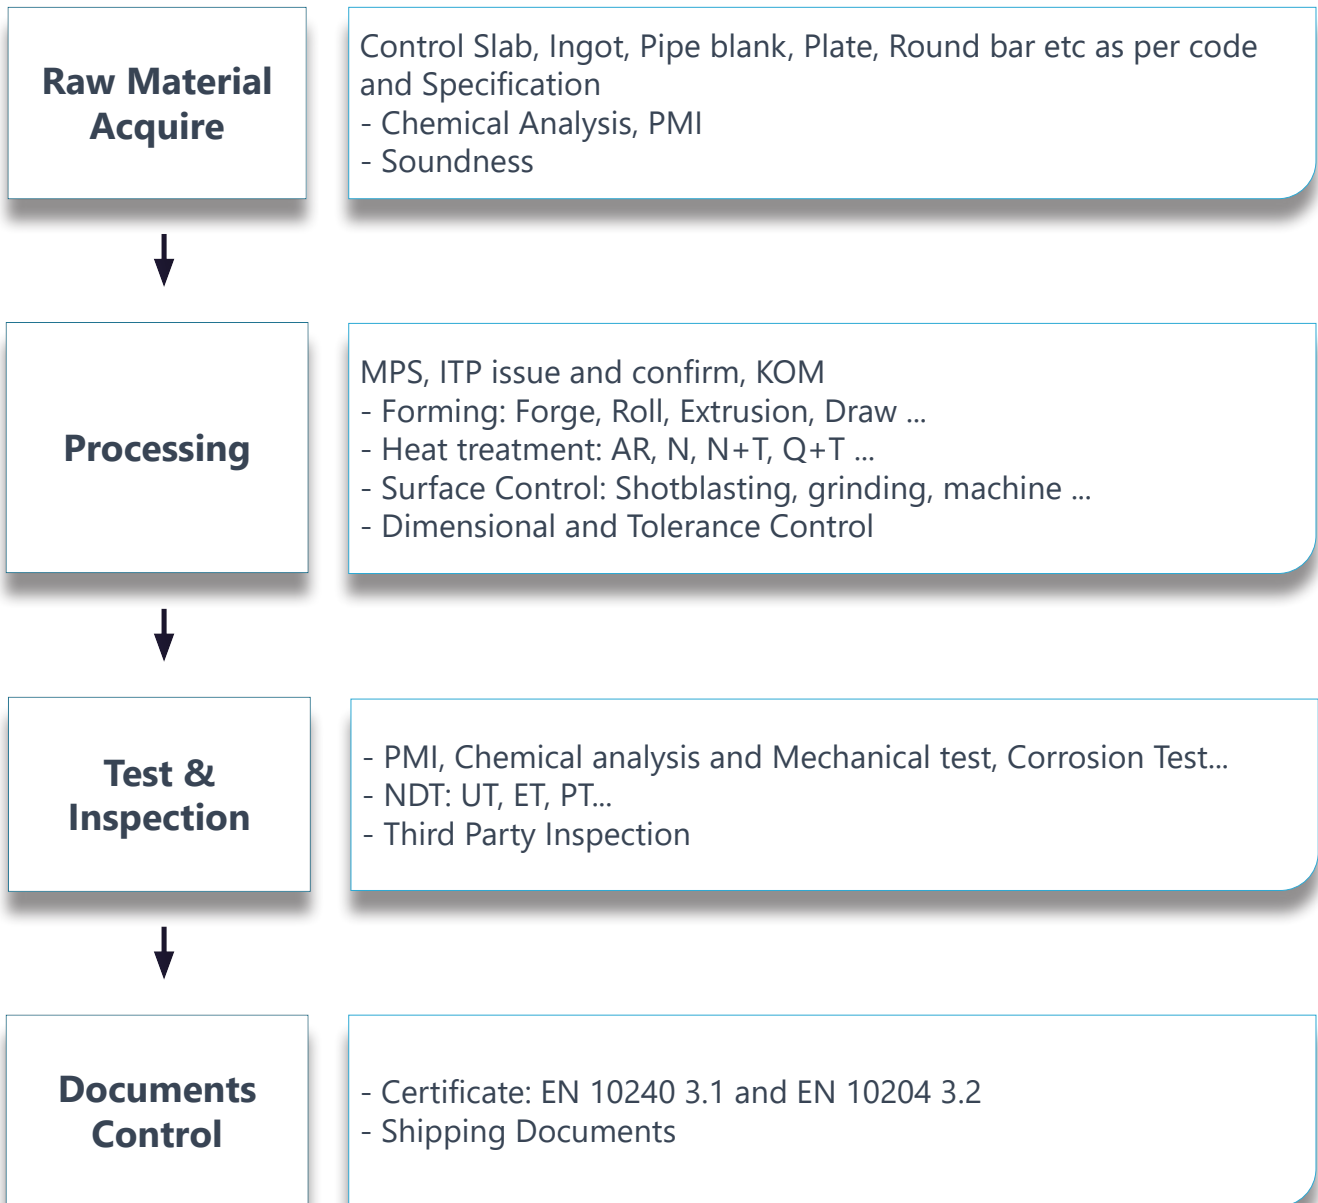 Raw Material
Acquire
Control Slab, Ingot, Pipe blank, Plate, Round bar etc as per code
and Specification
- Chemical Analysis, PMI
- Soundness
Processing
MPS, ITP issue and confirm, KOM
- Forming: Forge, Roll, Extrusion, Draw ...
- Heat treatment: AR, N, N+T, Q+T ...
- Surface Control: Shotblasting, grinding, machine ...
- Dimensional and Tolerance Control
Test &
Inspection
- PMI, Chemical analysis and Mechanical test, Corrosion Test...
- NDT: UT, ET, PT...
- Third Party Inspection
Documents
Control
- Certificate: EN 10240 3.1 and EN 10204 3.2
- Shipping Documents